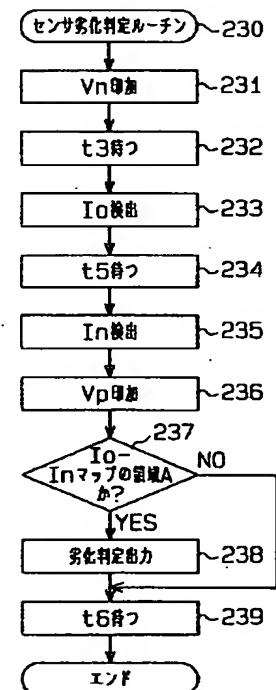 センサ劣化判定ルーチン 230
Vn印加 231
t3待つ 232
Io検出 233
t5待つ 234
In検出 235
Vp印加 236
237
Io-
Inマップの領域A
か?
NO
YES
劣化判定出力 238
t6待つ 239
エンド